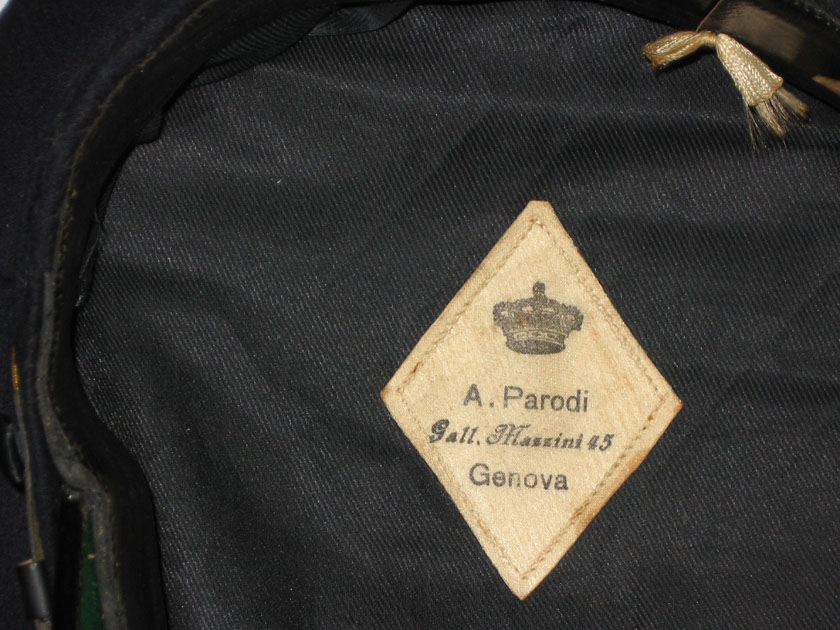 A. Parodi
Gall. Mazzini 45
Genova